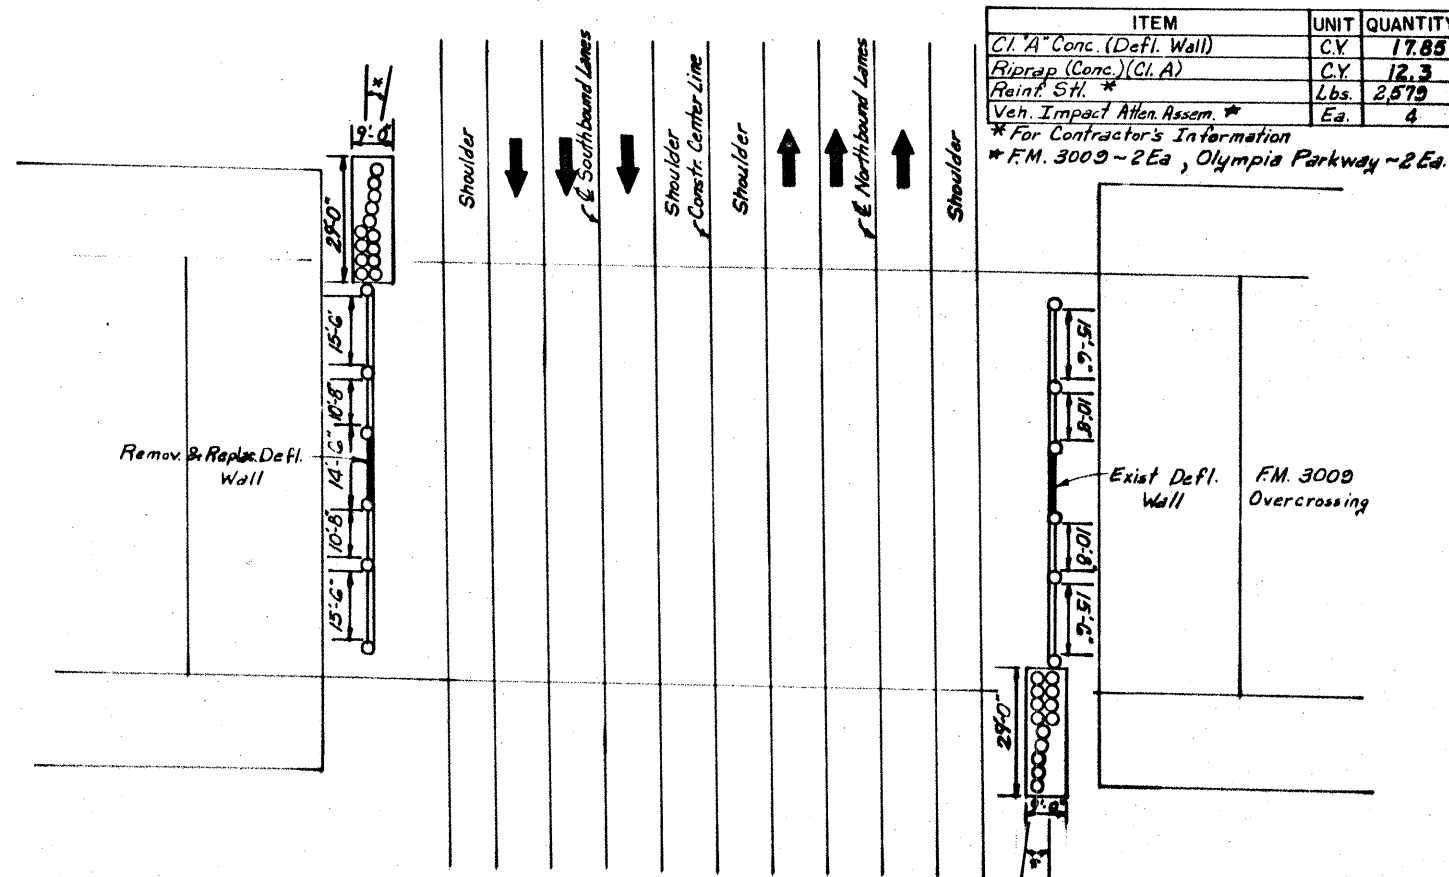 ITEM UNIT QUANTITY
Cl. "A" Conc. (Defl. Wall) C.Y. 17.85
Riprap (Conc.)(Cl. A) C.Y. 12.3
Reinf. Stl. * Lbs. 2,579
Veh. Impact Atten. Assem. * Ea. 4
* For Contractor's Information
* F.M. 3009 ~ 2 Ea , Olympia Parkway ~ 2 Ea.
*
9'-0"
29'-0"
15'-6"
10'-8"
14'-6"
10'-8"
15'-6"
Remov. & Replac. Defl.
Wall
Shoulder
℄ Southbound Lanes
Shoulder
Constr. Center Line
Shoulder
℄ Northbound Lanes
Shoulder
15'-6"
10'-8"
10'-8"
15'-6"
Exist Defl.
Wall
F.M. 3009
Overcrossing
29'-0"
9'-0"
*